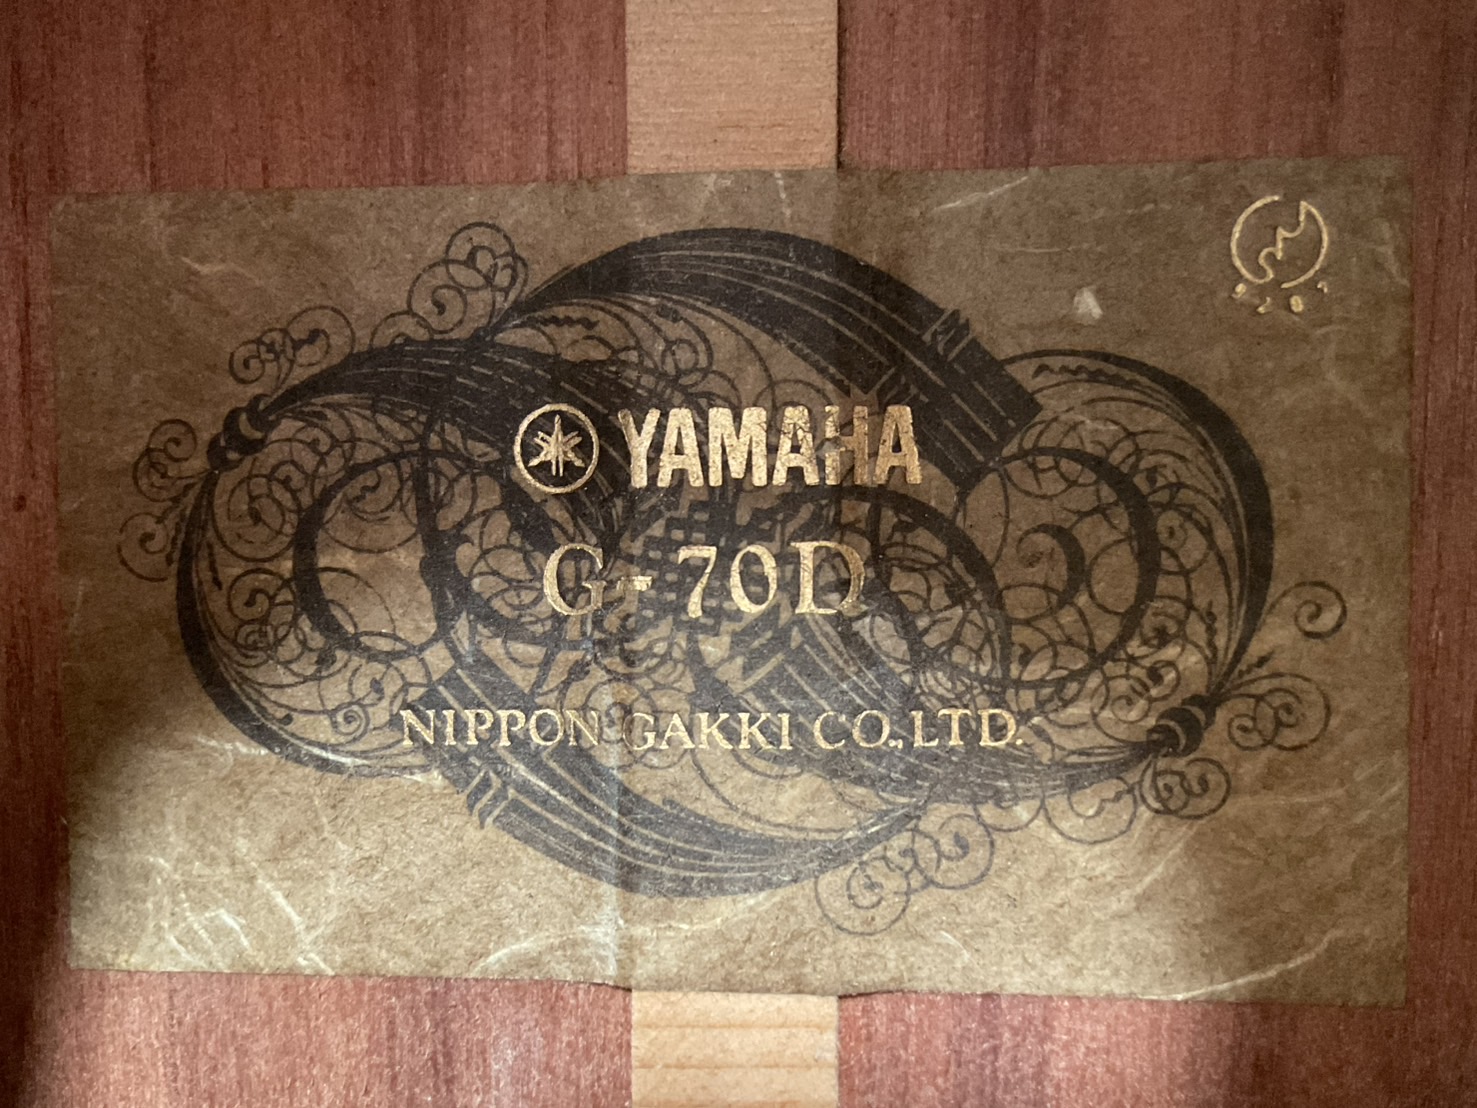 YAMAHA
G-70D
NIPPON GAKKI CO., LTD.